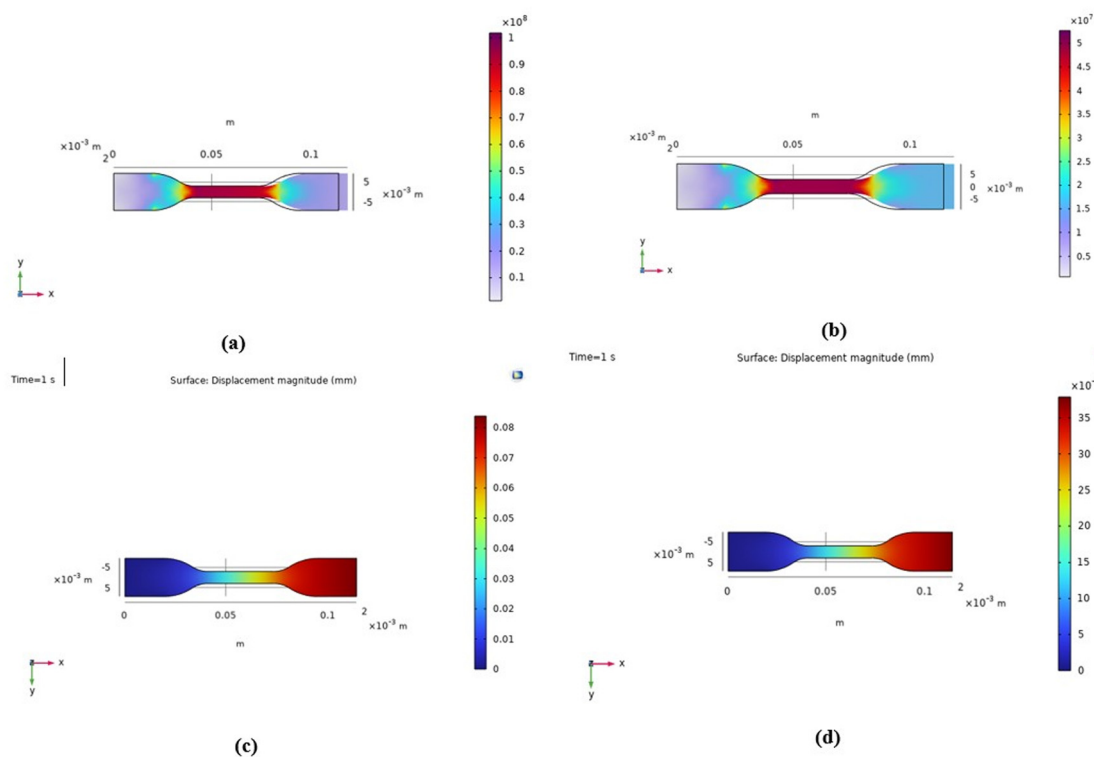 ×10⁸
1
0.9
0.8
0.7
0.6
0.5
0.4
0.3
0.2
0.1
m
×10⁻³ m
2
0
0.05
0.1
5
-5
×10⁻³ m
y
x
(a)
×10⁷
5
4.5
4
3.5
3
2.5
2
1.5
1
0.5
m
×10⁻³ m
2
0
0.05
0.1
5
0
-5
×10⁻³ m
y
z
x
(b)
Time=1 s
Surface: Displacement magnitude (mm)
0.08
0.07
0.06
0.05
0.04
0.03
0.02
0.01
0
-5
5
×10⁻³ m
0
0.05
0.1
2
×10⁻³ m
m
z
x
y
(c)
Time=1 s
Surface: Displacement magnitude (mm)
35
30
25
20
15
10
5
0
-5
5
×10⁻³ m
0
0.05
0.1
2
×10⁻³ m
m
z
x
y
(d)